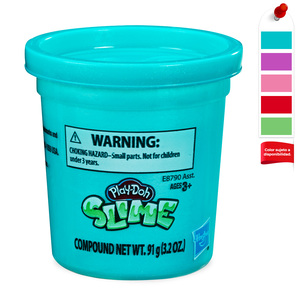 WARNING:
CHOKING HAZARD–Small parts. Not for children
under 3 years.
E8790 Asst.
AGES 3+
Play-Doh
SLIME
COMPOUND NET WT. 91 g (3.2 OZ.)
Hasbro
Color sujeto a
disponibilidad